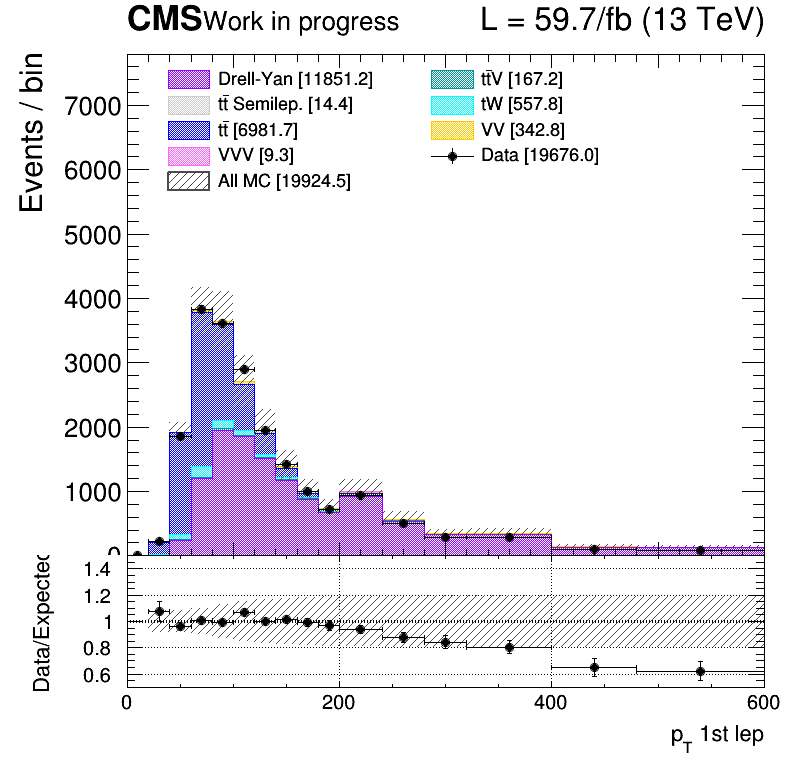 CMS Work in progress L = 59.7/fb (13 TeV)
Events / bin
7000
6000
5000
4000
3000
2000
1000
0
Drell-Yan [11851.2]
tt̄ Semilep. [14.4]
tt̄ [6981.7]
VVV [9.3]
All MC [19924.5]
tt̄V [167.2]
tW [557.8]
VV [342.8]
Data [19676.0]
Data/Expected
1.4
1.2
1
0.8
0.6
0 200 400 600
p_T 1st lep